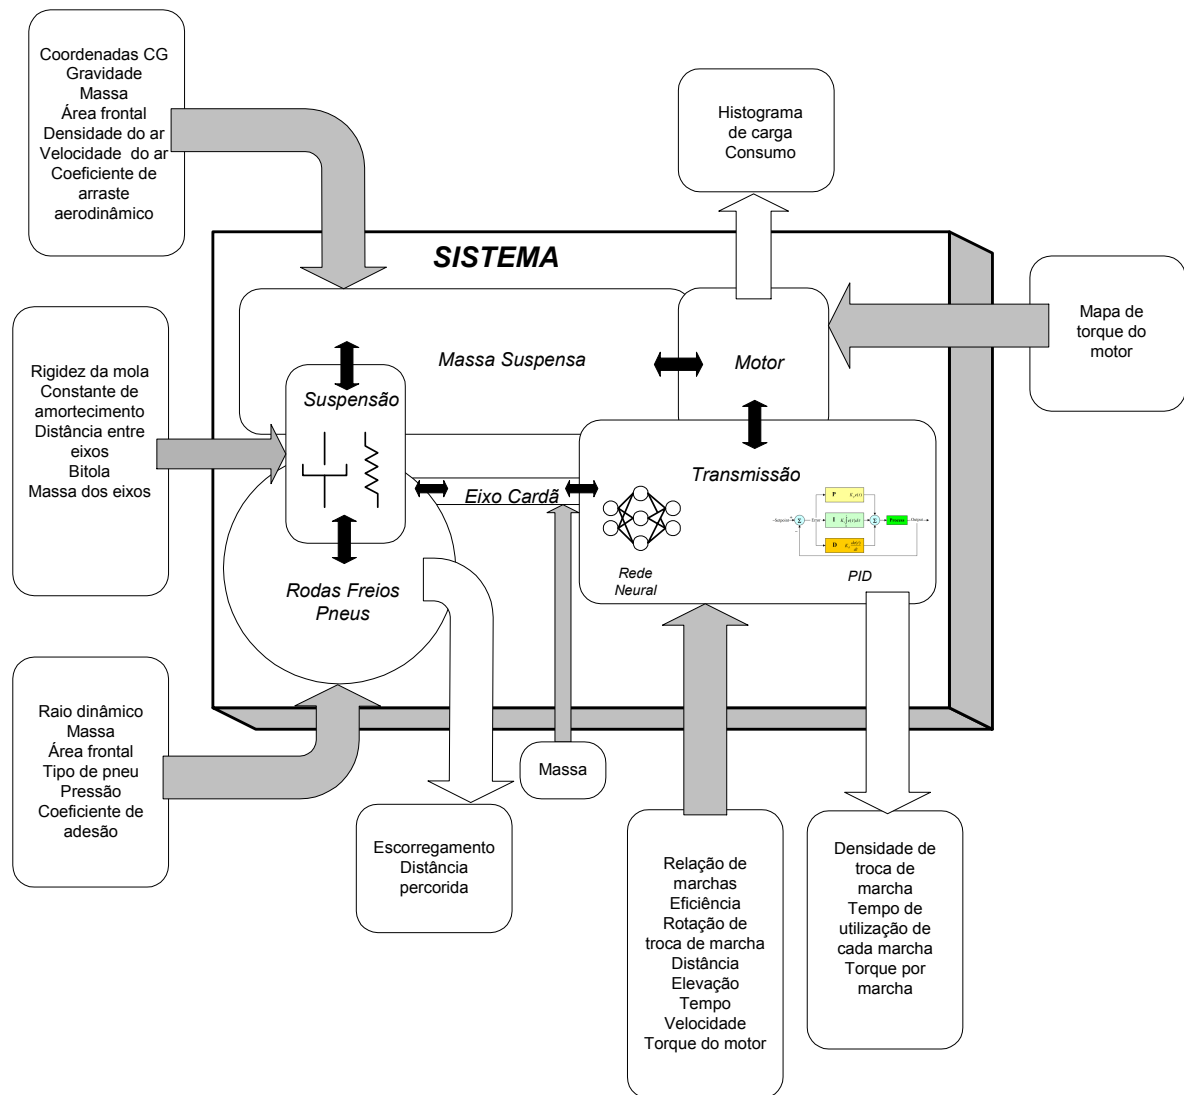 Coordenadas CG
Gravidade
Massa
Área frontal
Densidade do ar
Velocidade do ar
Coeficiente de
arraste
aerodinâmico
Histograma
de carga
Consumo
SISTEMA
Mapa de
torque do
motor
Massa Suspensa
Motor
Rigidez da mola
Constante de
amortecimento
Distância entre
eixos
Bitola
Massa dos eixos
Suspensão
Transmissão
Eixo Cardã
Rede
Neural
P
I
D
Setpoint
Σ
Error
Σ
Process
Output
PID
Rodas Freios
Pneus
Raio dinâmico
Massa
Área frontal
Tipo de pneu
Pressão
Coeficiente de
adesão
Massa
Escorregamento
Distância
percorida
Relação de
marchas
Eficiência
Rotação de
troca de marcha
Distância
Elevação
Tempo
Velocidade
Torque do motor
Densidade de
troca de
marcha
Tempo de
utilização de
cada marcha
Torque por
marcha